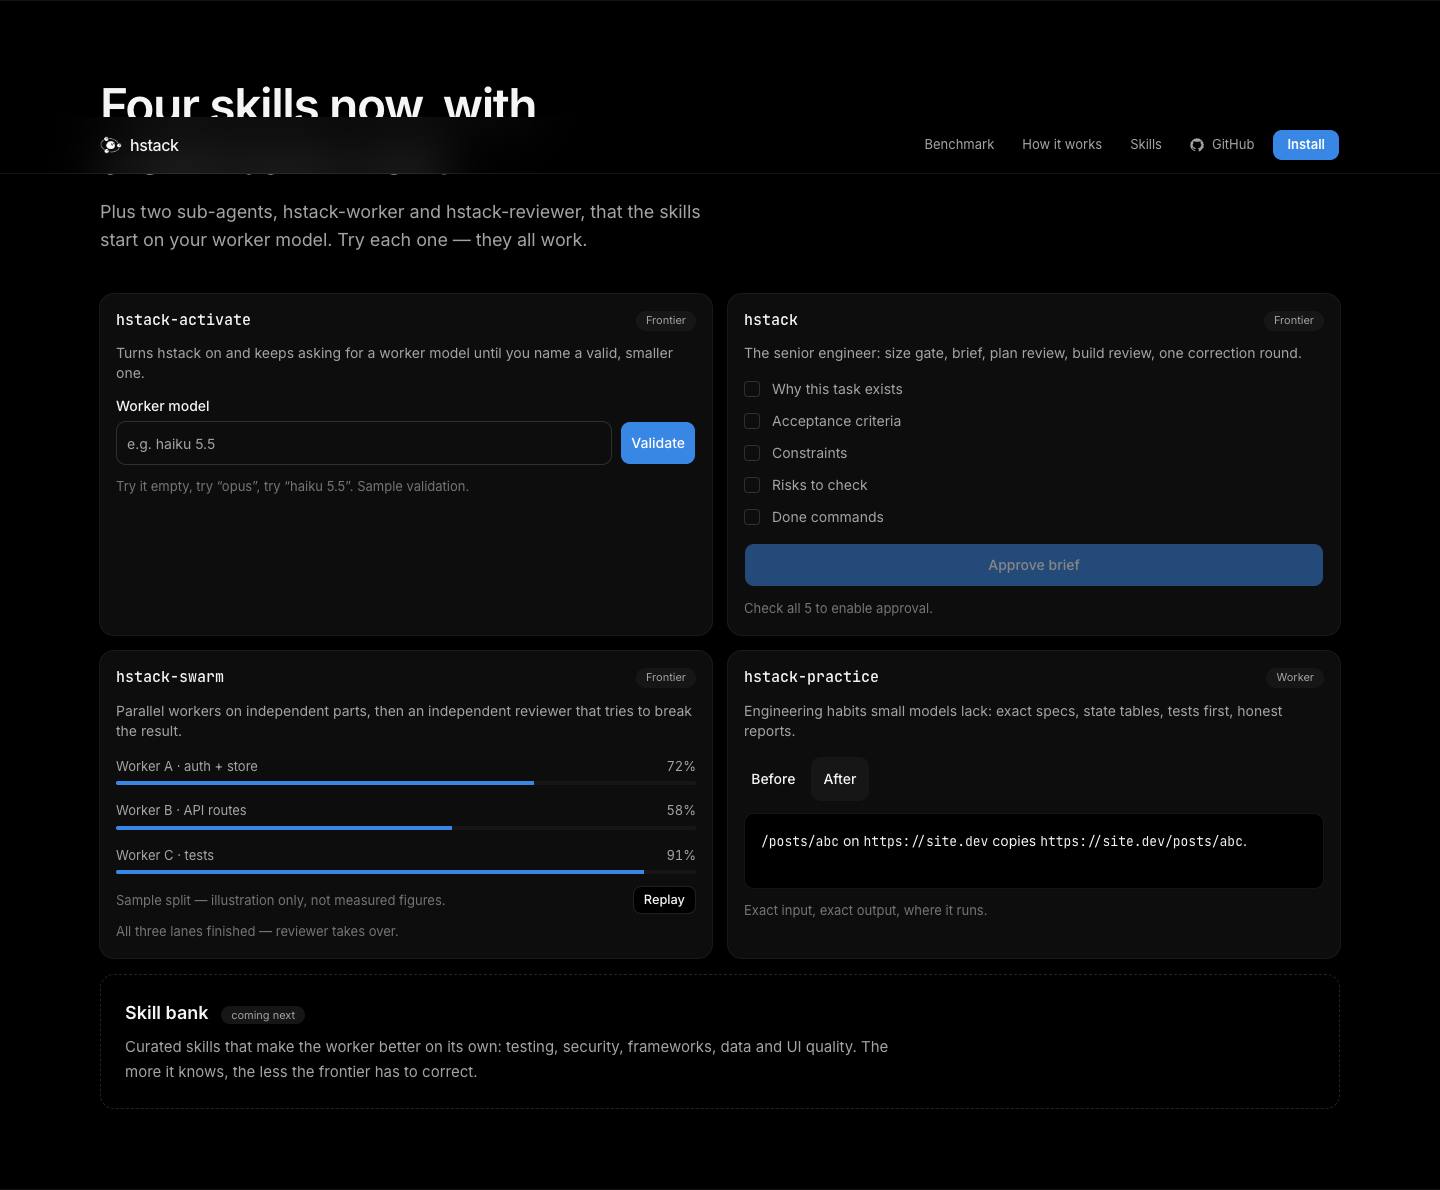 Four skills now, with
hstack
Benchmark
How it works
Skills
GitHub
Install
Plus two sub-agents, hstack-worker and hstack-reviewer, that the skills
start on your worker model. Try each one — they all work.
hstack-activate
Frontier
Turns hstack on and keeps asking for a worker model until you name a valid, smaller
one.
Worker model
e.g. haiku 5.5
Validate
Try it empty, try “opus”, try “haiku 5.5”. Sample validation.
hstack
Frontier
The senior engineer: size gate, brief, plan review, build review, one correction round.
Why this task exists
Acceptance criteria
Constraints
Risks to check
Done commands
Approve brief
Check all 5 to enable approval.
hstack-swarm
Frontier
Parallel workers on independent parts, then an independent reviewer that tries to break
the result.
Worker A · auth + store
72%
Worker B · API routes
58%
Worker C · tests
91%
Sample split — illustration only, not measured figures.
Replay
All three lanes finished — reviewer takes over.
hstack-practice
Worker
Engineering habits small models lack: exact specs, state tables, tests first, honest
reports.
Before
After
/posts/abc on https://site.dev copies https://site.dev/posts/abc.
Exact input, exact output, where it runs.
Skill bank
coming next
Curated skills that make the worker better on its own: testing, security, frameworks, data and UI quality. The
more it knows, the less the frontier has to correct.